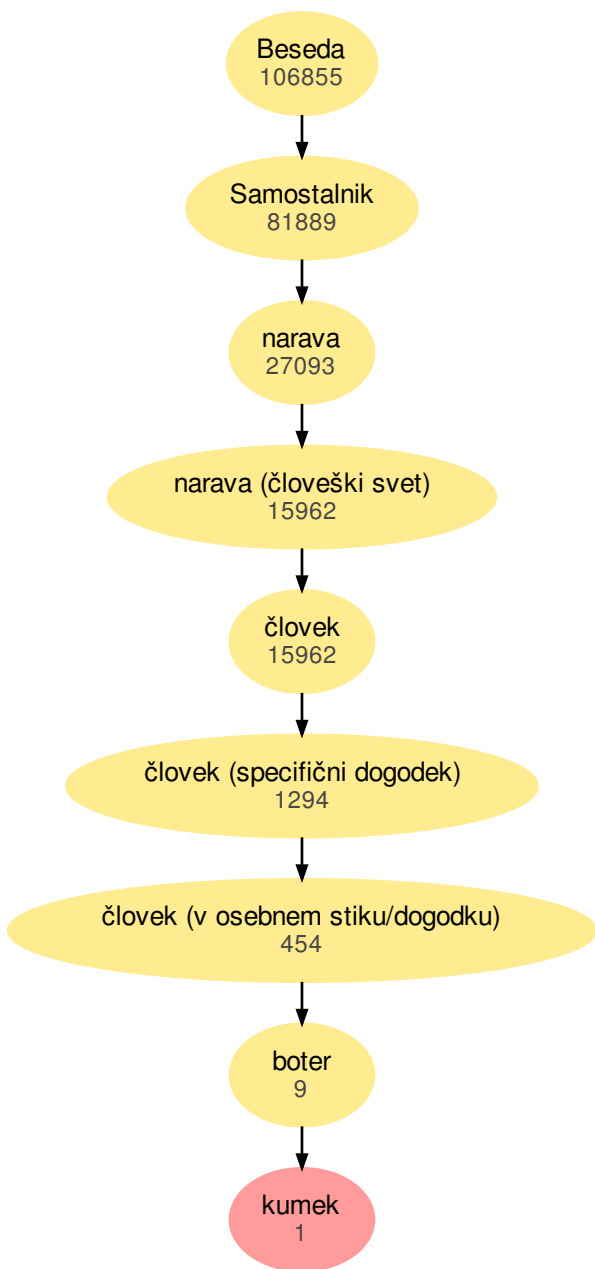 Beseda
106855
Samostalnik
81889
narava
27093
narava (človeški svet)
15962
človek
15962
človek (specifični dogodek)
1294
človek (v osebnem stiku/dogodku)
454
boter
9
kumek
1